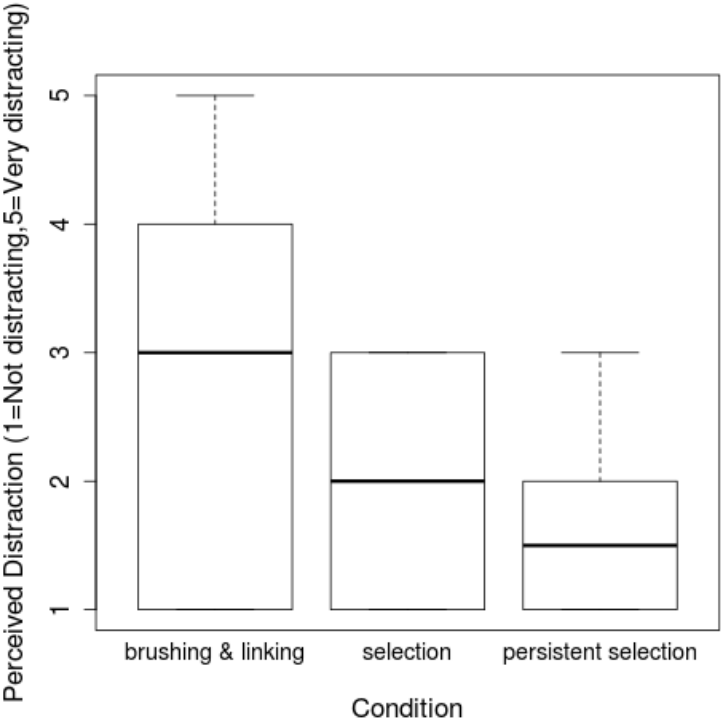 Perceived Distraction (1=Not distracting,5=Very distracting)
5
4
3
2
1
brushing & linking
selection
persistent selection
Condition